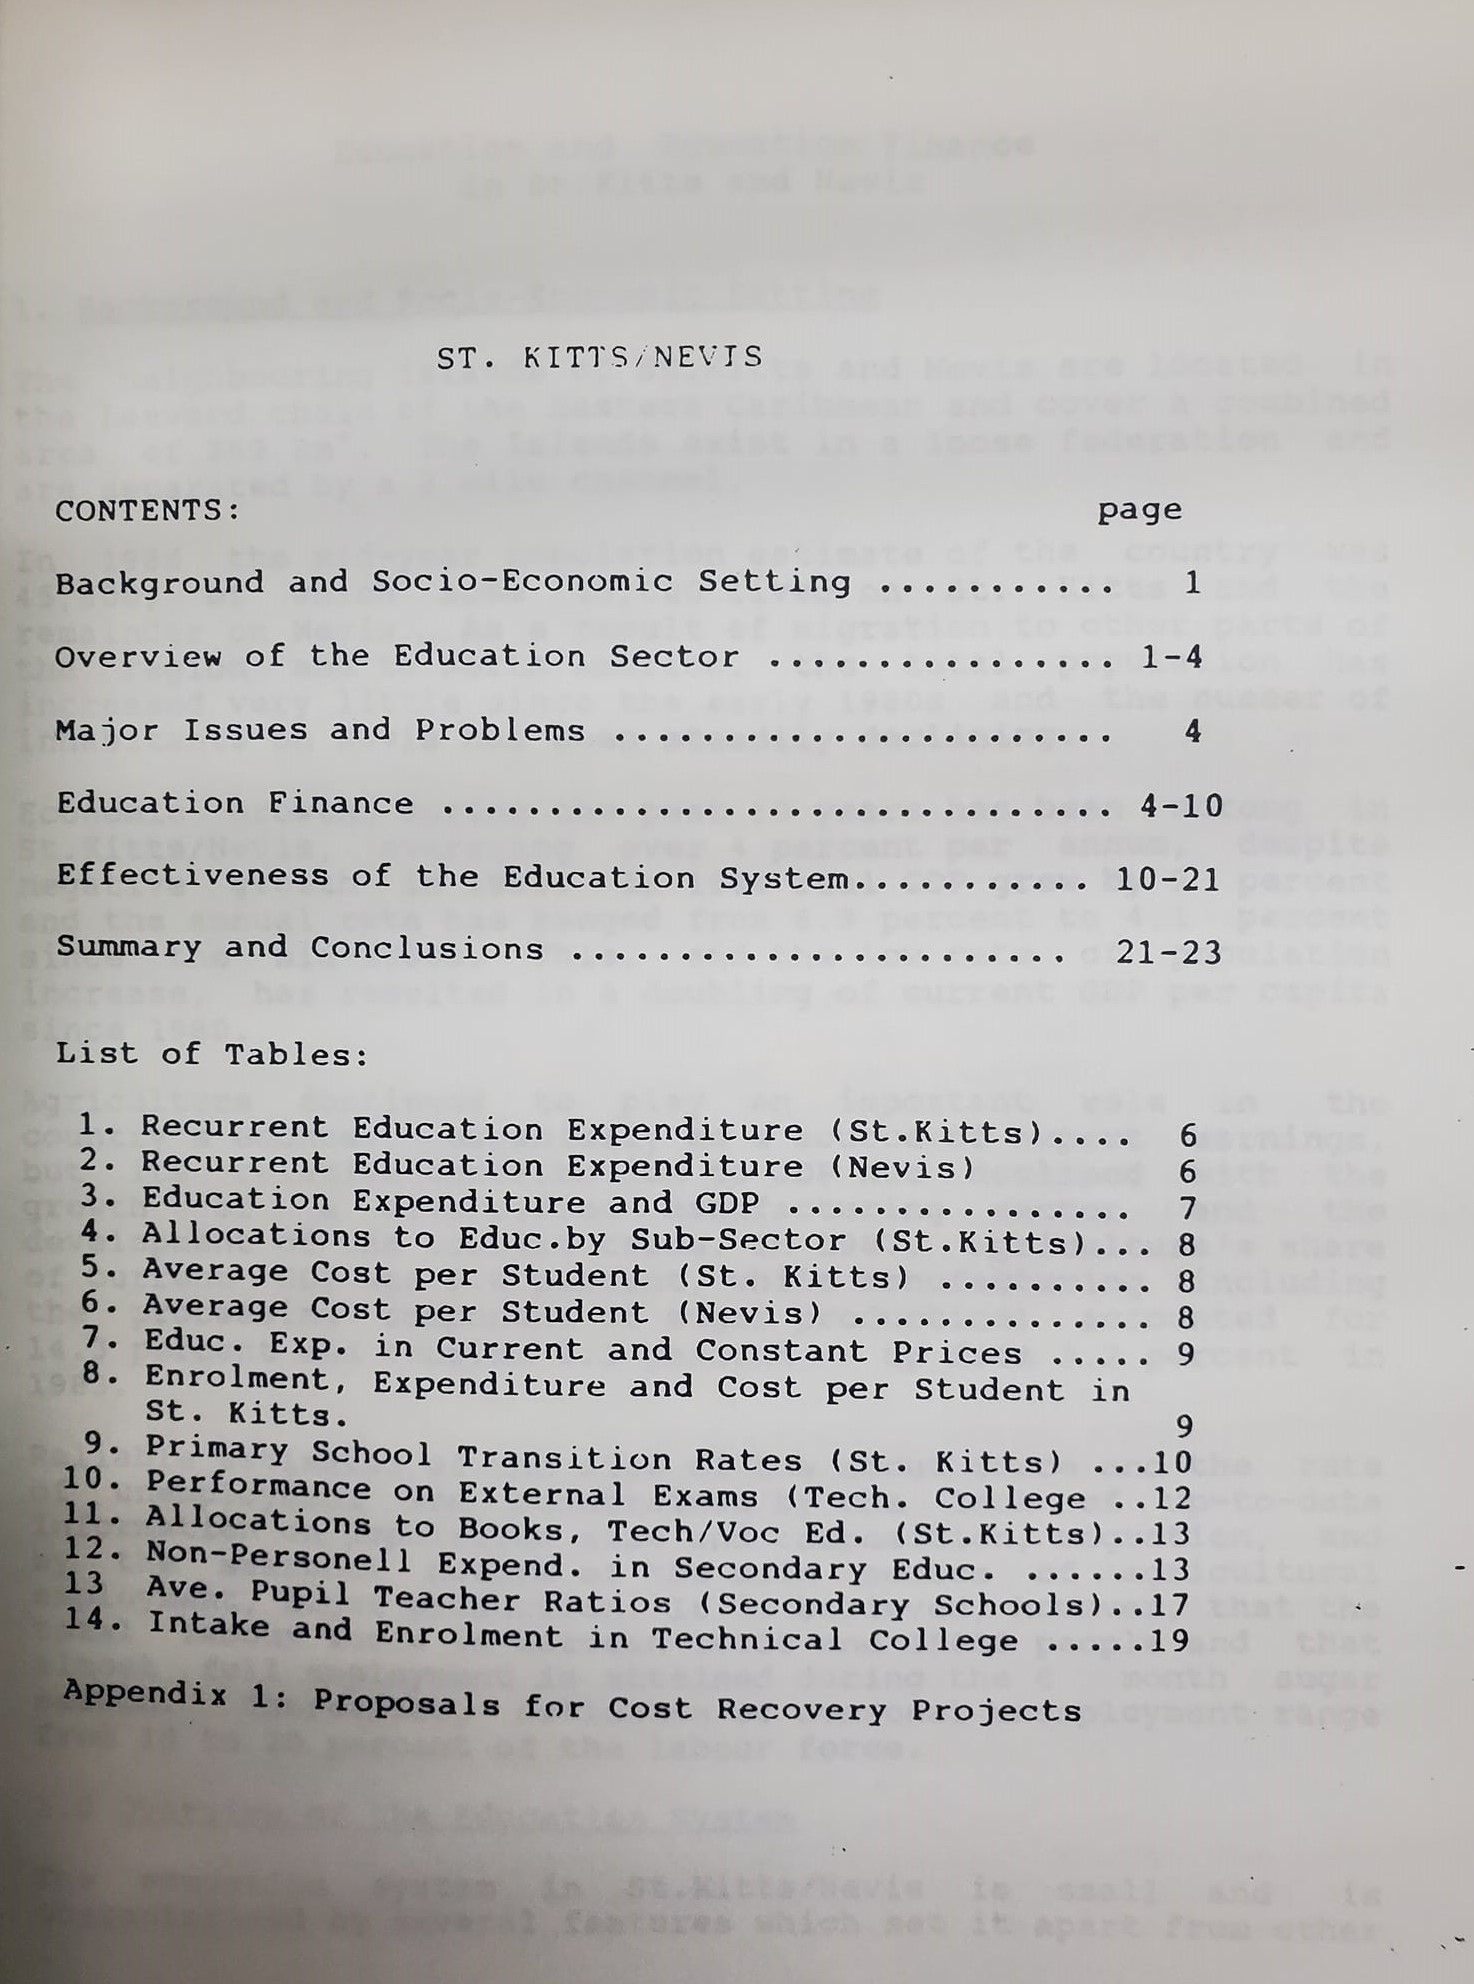 ST. KITTS/NEVIS
CONTENTS: page
Background and Socio-Economic Setting ........... 1
Overview of the Education Sector ................ 1-4
Major Issues and Problems ........................ 4
Education Finance ................................ 4-10
Effectiveness of the Education System........... 10-21
Summary and Conclusions ........................ 21-23
List of Tables:
1. Recurrent Education Expenditure (St.Kitts).... 6
2. Recurrent Education Expenditure (Nevis) 6
3. Education Expenditure and GDP ................ 7
4. Allocations to Educ.by Sub-Sector (St.Kitts)... 8
5. Average Cost per Student (St. Kitts) .......... 8
6. Average Cost per Student (Nevis) .............. 8
7. Educ. Exp. in Current and Constant Prices ..... 9
8. Enrolment, Expenditure and Cost per Student in
St. Kitts. 9
9. Primary School Transition Rates (St. Kitts) ...10
10. Performance on External Exams (Tech. College ..12
11. Allocations to Books, Tech/Voc Ed. (St.Kitts)..13
12. Non-Personell Expend. in Secondary Educ. ......13
13 Ave. Pupil Teacher Ratios (Secondary Schools)..17
14. Intake and Enrolment in Technical College .....19
Appendix 1: Proposals for Cost Recovery Projects